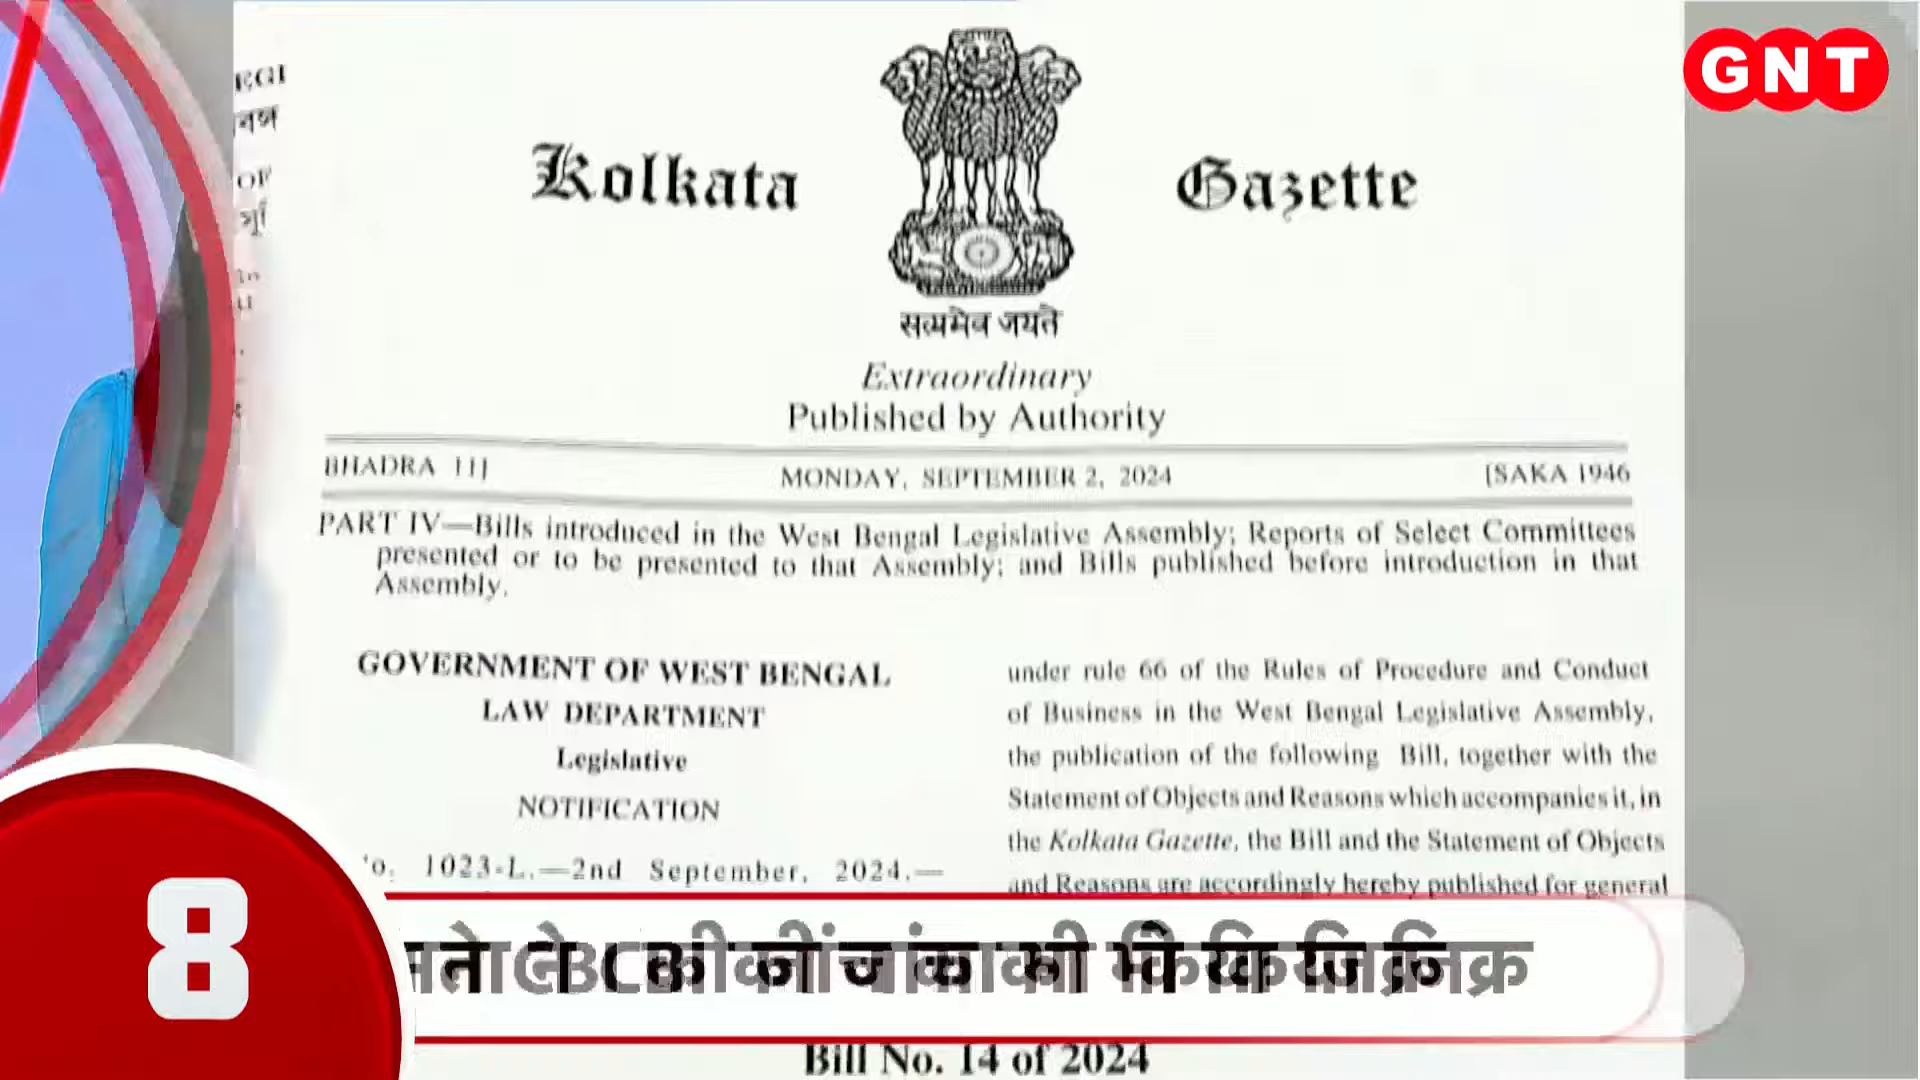 GNT
Kolkata Gazette
सत्यमेव जयते
Extraordinary
Published by Authority
BHADRA 11]
MONDAY, SEPTEMBER 2, 2024
[SAKA 1946
PART IV—Bills introduced in the West Bengal Legislative Assembly; Reports of Select Committees
presented or to be presented to that Assembly; and Bills published before introduction in that
Assembly.
GOVERNMENT OF WEST BENGAL
LAW DEPARTMENT
Legislative
NOTIFICATION
1023-L.—2nd September, 2024.—
under rule 66 of the Rules of Procedure and Conduct
of Business in the West Bengal Legislative Assembly,
the publication of the following Bill, together with the
Statement of Objects and Reasons which accompanies it, in
the Kolkata Gazette, the Bill and the Statement of Objects
and Reasons are accordingly hereby published for general
8
Bill No. 14 of 2024